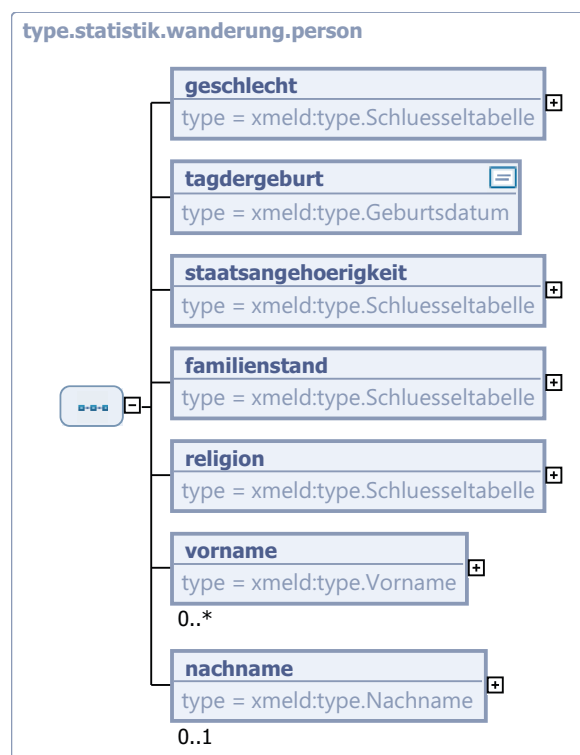 type.statistik.wanderung.person
geschlecht
type = xmeld:type.Schluesseltabelle
tagdergeburt
type = xmeld:type.Geburtsdatum
staatsangehoerigkeit
type = xmeld:type.Schluesseltabelle
familienstand
type = xmeld:type.Schluesseltabelle
religion
type = xmeld:type.Schluesseltabelle
vorname
type = xmeld:type.Vorname
0..*
nachname
type = xmeld:type.Nachname
0..1